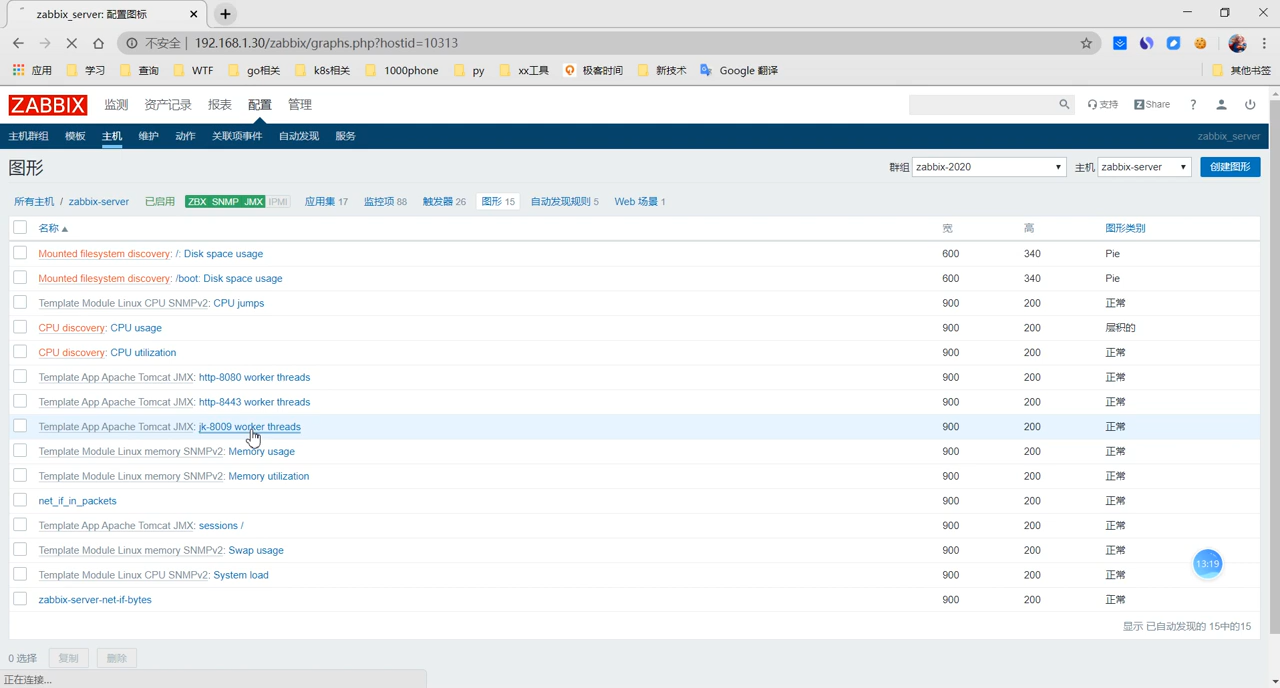 zabbix_server: 配置图标
不安全 | 192.168.1.30/zabbix/graphs.php?hostid=10313
应用 学习 查询 WTF go相关 k8s相关 1000phone py xx工具 极客时间 新技术 Google 翻译 其他书签
ZABBIX 监测 资产记录 报表 配置 管理 支持 Z Share ?
主机群组 模板 主机 维护 动作 关联项事件 自动发现 服务 zabbix_server
图形 群组 zabbix-2020 主机 zabbix-server 创建图形
所有主机 / zabbix-server 已启用 ZBX SNMP JMX IPMI 应用集 17 监控项 88 触发器 26 图形 15 自动发现规则 5 Web 场景 1
名称 宽 高 图形类别
Mounted filesystem discovery: /: Disk space usage 600 340 Pie
Mounted filesystem discovery: /boot: Disk space usage 600 340 Pie
Template Module Linux CPU SNMPv2: CPU jumps 900 200 正常
CPU discovery: CPU usage 900 200 层积的
CPU discovery: CPU utilization 900 200 正常
Template App Apache Tomcat JMX: http-8080 worker threads 900 200 正常
Template App Apache Tomcat JMX: http-8443 worker threads 900 200 正常
Template App Apache Tomcat JMX: jk-8009 worker threads 900 200 正常
Template Module Linux memory SNMPv2: Memory usage 900 200 正常
Template Module Linux memory SNMPv2: Memory utilization 900 200 正常
net_if_in_packets 900 200 正常
Template App Apache Tomcat JMX: sessions / 900 200 正常
Template Module Linux memory SNMPv2: Swap usage 900 200 正常
Template Module Linux CPU SNMPv2: System load 900 200 正常
zabbix-server-net-if-bytes 900 200 正常
13:19
显示 已自动发现的 15中的15
0 选择 复制 删除
正在连接...